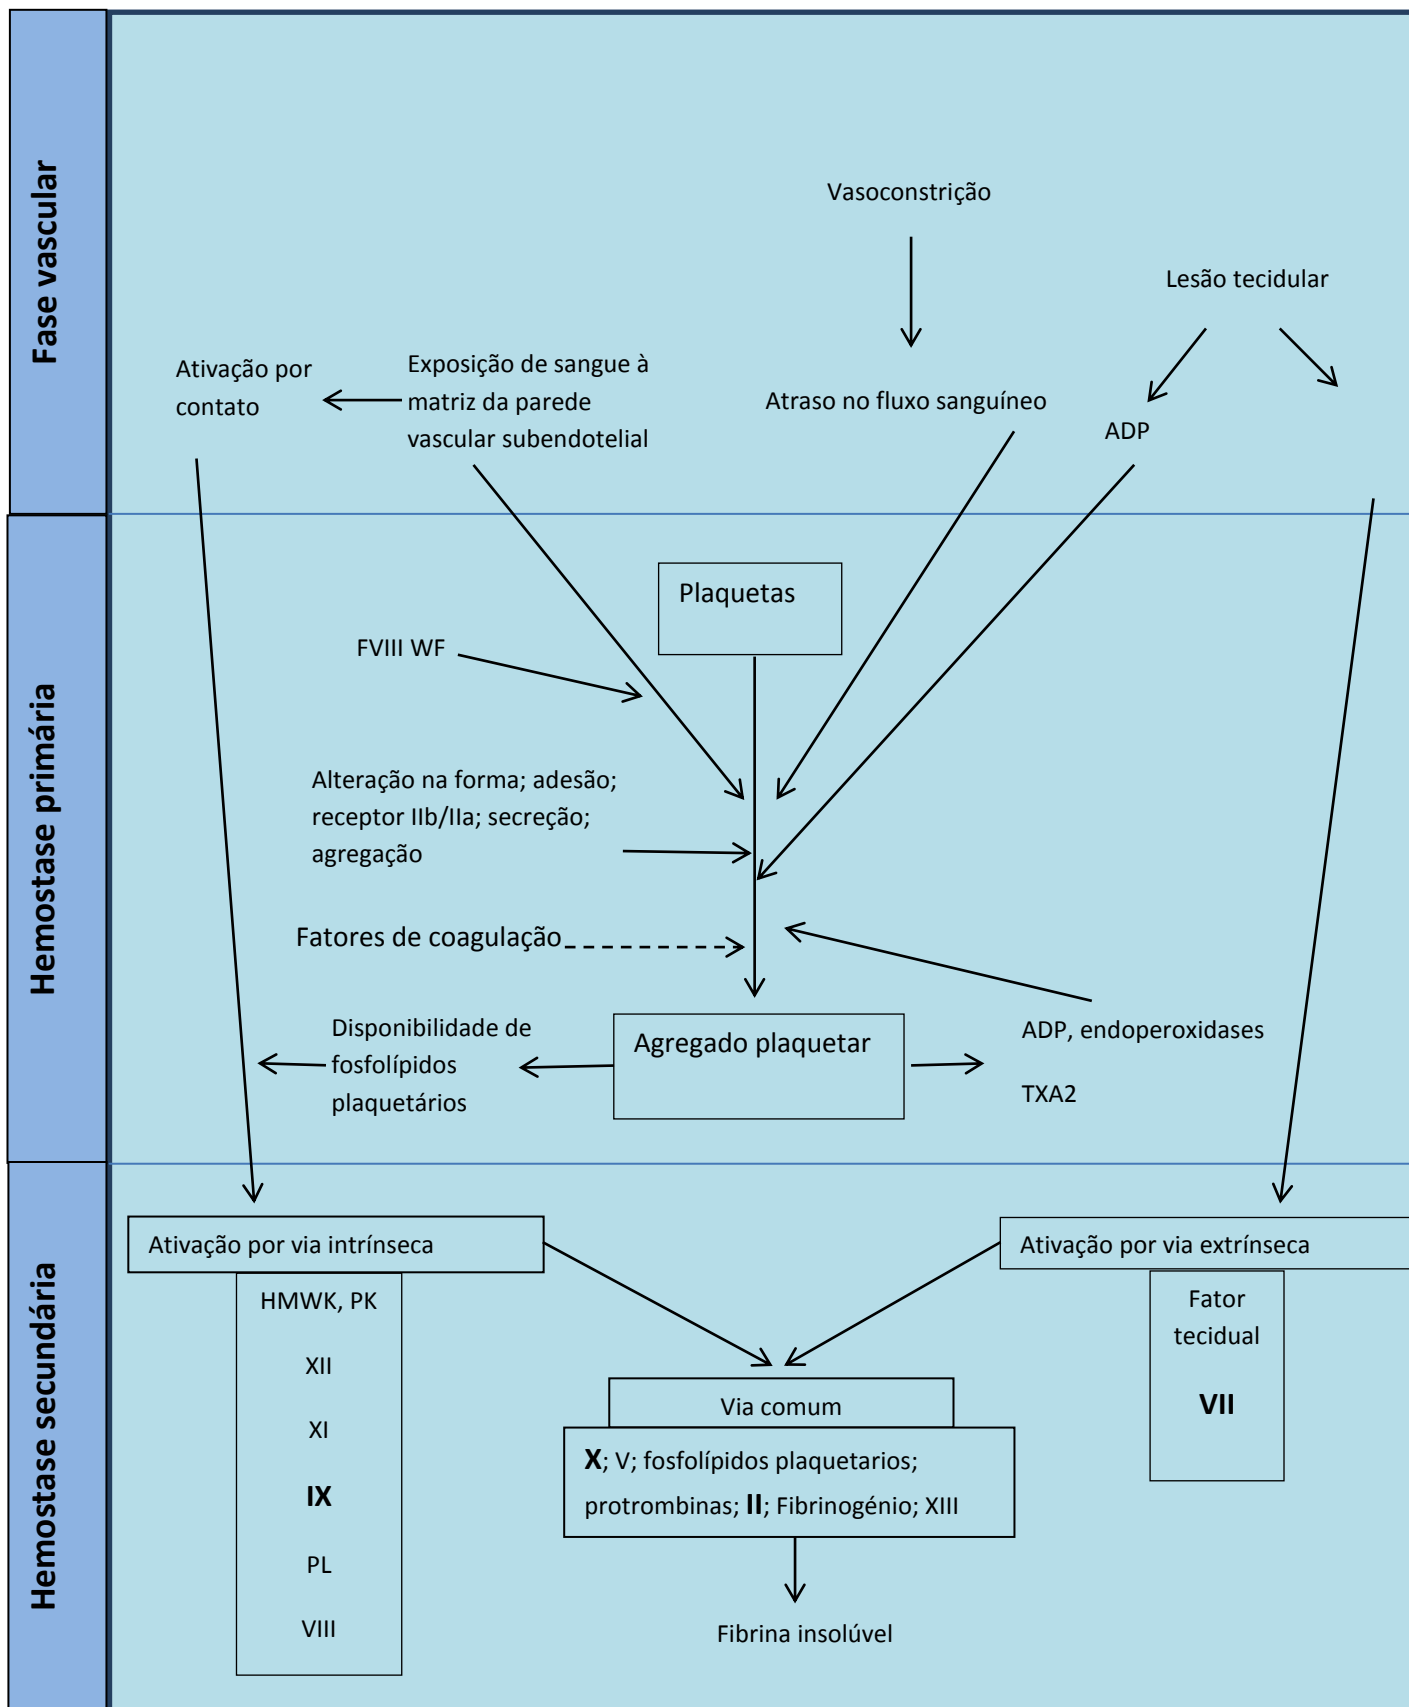 Fase vascular
Vasoconstrição
Lesão tecidular
Ativação por
contato
Exposição de sangue à
matriz da parede
vascular subendotelial
Atraso no fluxo sanguíneo
ADP
Hemostase primária
Plaquetas
FVIII WF
Alteração na forma; adesão;
receptor IIb/IIa; secreção;
agregação
Fatores de coagulação
Disponibilidade de
fosfolípidos
plaquetários
Agregado plaquetar
ADP, endoperoxidases
TXA2
Hemostase secundária
Ativação por via intrínseca
HMWK, PK
XII
XI
IX
PL
VIII
Ativação por via extrínseca
Fator
tecidual
VII
Via comum
X; V; fosfolípidos plaquetarios;
protrombinas; II; Fibrinogénio; XIII
Fibrina insolúvel